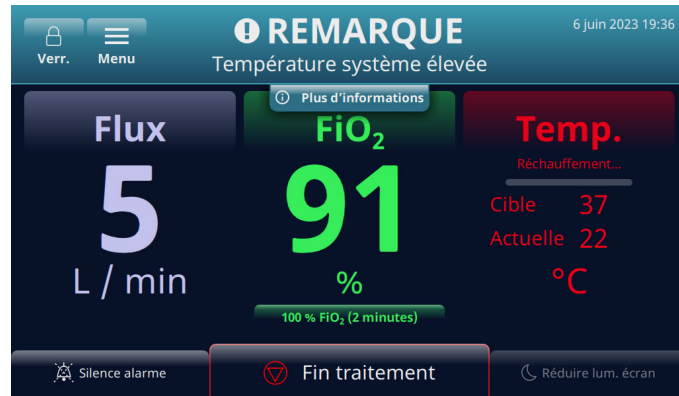 REMARQUE
6 juin 2023 19:36
Verr.
Menu
Température système élevée
Plus d'informations
Flux
5
L / min
FiO₂
91
%
100 % FiO₂ (2 minutes)
Temp.
Réchauffement...
Cible 37
Actuelle 22
°C
Silence alarme
Fin traitement
Réduire lum. écran